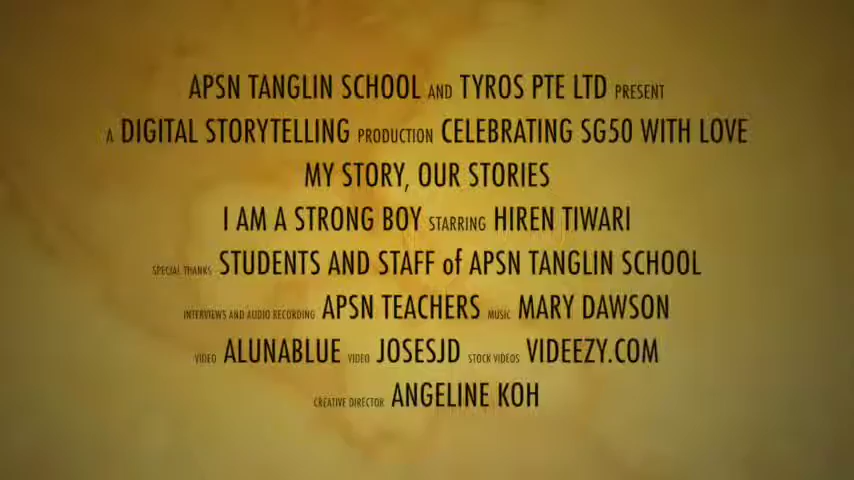 APSN TANGLIN SCHOOL AND TYROS PTE LTD PRESENT
A DIGITAL STORYTELLING PRODUCTION CELEBRATING SG50 WITH LOVE
MY STORY, OUR STORIES
I AM A STRONG BOY STARRING HIREN TIWARI
SPECIAL THANKS STUDENTS AND STAFF of APSN TANGLIN SCHOOL
INTERVIEWS AND AUDIO RECORDING APSN TEACHERS MUSIC MARY DAWSON
VIDEO ALUNABLUE VIDEO JOSESJD STOCK VIDEOS VIDEEZY.COM
CREATIVE DIRECTOR ANGELINE KOH